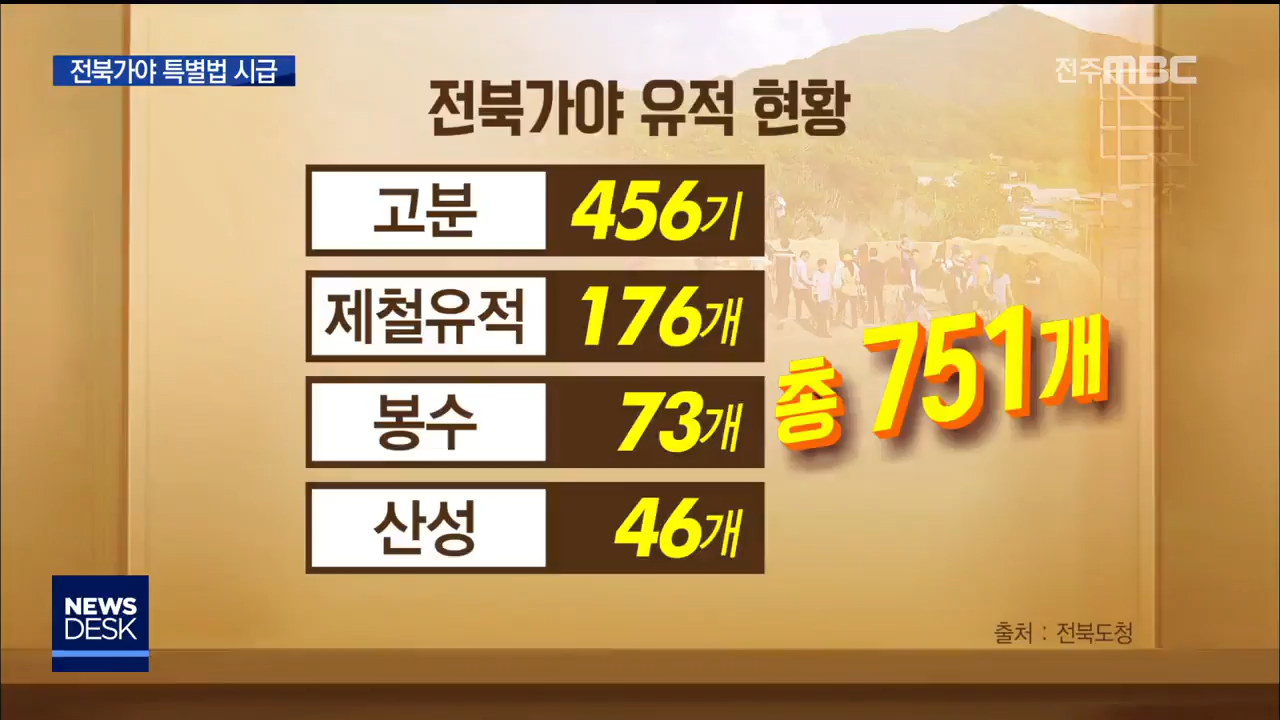 전북가야 특별법 시급
전주MBC
전북가야 유적 현황
고분 456기
제철유적 176개
봉수 73개
산성 46개
총 751개
NEWS
DESK
출처 : 전북도청